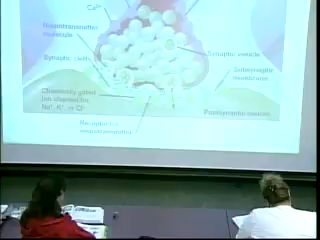 Ca²⁺
Neurotransmitter
molecule
Synaptic vesicle
Synaptic cleft
Subsynaptic
membrane
Chemically gated
ion channel for
Na⁺, K⁺, or Cl⁻
Postsynaptic neuron
Receptor for
neurotransmitter